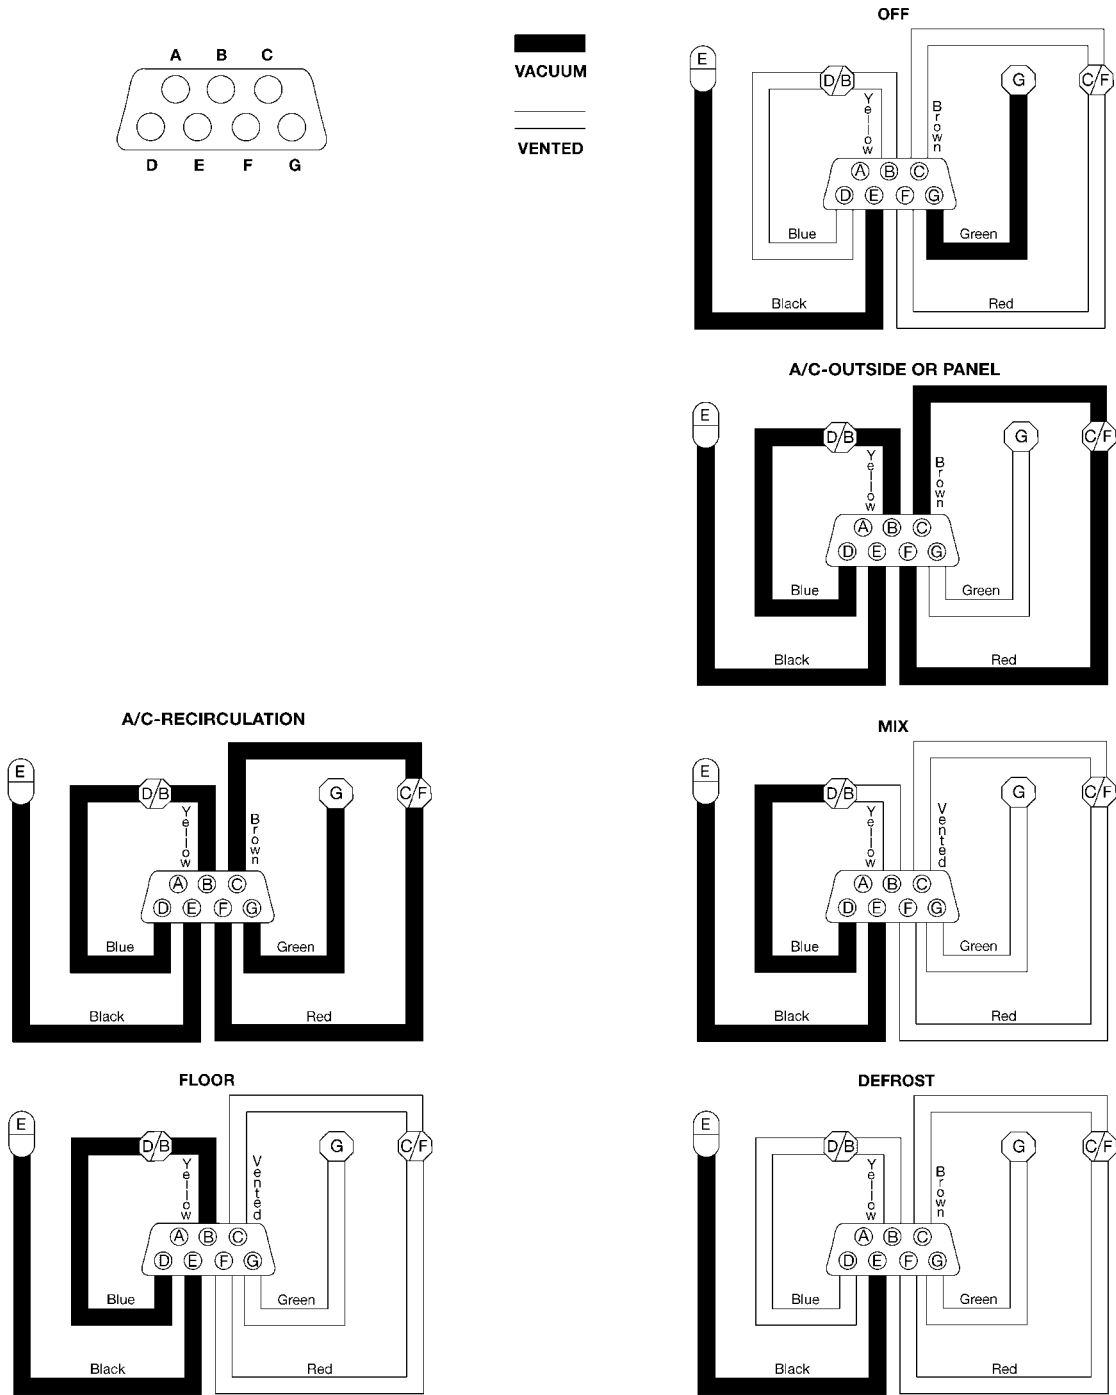 A B C
D E F G
VACUUM
VENTED
OFF
E
D/B
G
C/F
Yellow
Brown
A B C
D E F G
Blue
Green
Black
Red
A/C-OUTSIDE OR PANEL
E
D/B
G
C/F
Yellow
Brown
A B C
D E F G
Blue
Green
Black
Red
A/C-RECIRCULATION
E
D/B
G
C/F
Yellow
Brown
A B C
D E F G
Blue
Green
Black
Red
MIX
E
D/B
G
C/F
Yellow
Vented
A B C
D E F G
Blue
Green
Black
Red
FLOOR
E
D/B
G
C/F
Yellow
Vented
A B C
D E F G
Blue
Green
Black
Red
DEFROST
E
D/B
G
C/F
Yellow
Brown
A B C
D E F G
Blue
Green
Black
Red